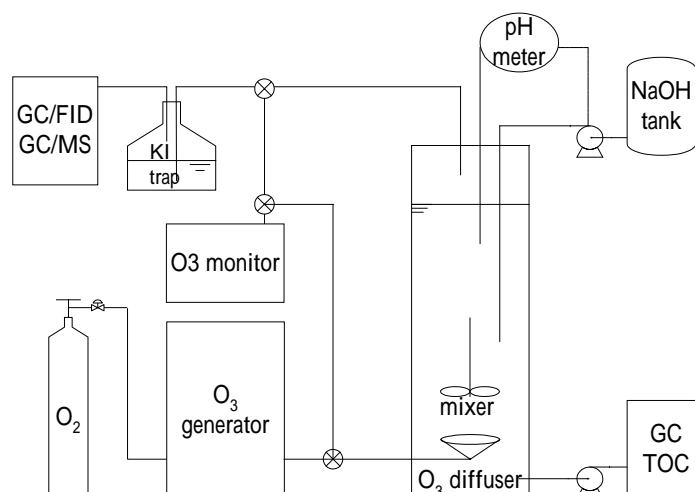 pH
meter
GC/FID
GC/MS
NaOH
tank
KI
trap
O3 monitor
O₃
generator
O₂
mixer
O₃ diffuser
GC
TOC